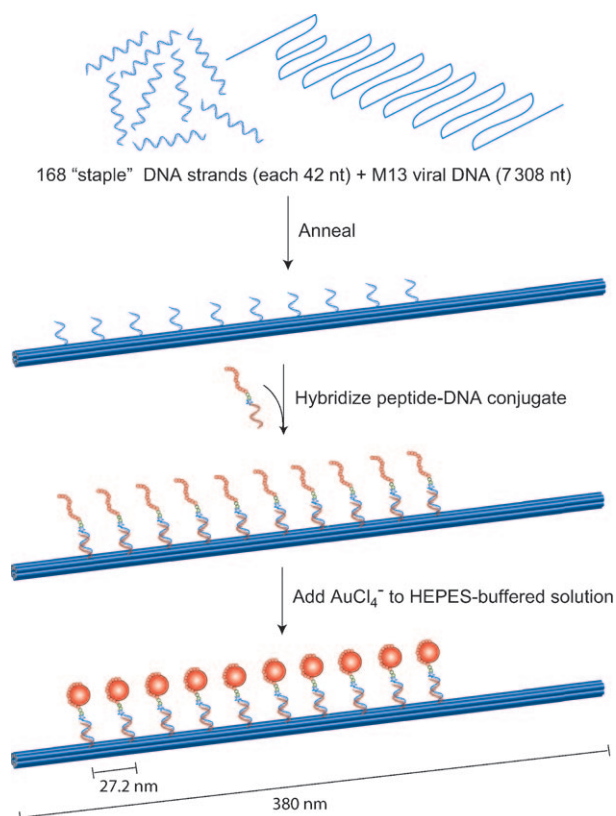 168 “staple” DNA strands (each 42 nt) + M13 viral DNA (7 308 nt)
Anneal
Hybridize peptide-DNA conjugate
Add AuCl₄⁻ to HEPES-buffered solution
27.2 nm
380 nm